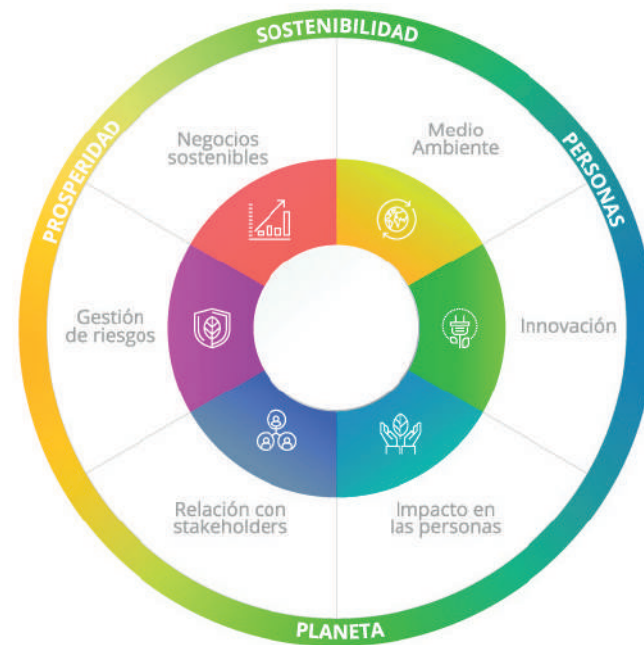 SOSTENIBILIDAD
PROSPERIDAD
PERSONAS
Negocios
sostenibles
Medio
Ambiente
Gestión
de riesgos
Innovación
Relación con
stakeholders
Impacto en
las personas
PLANETA